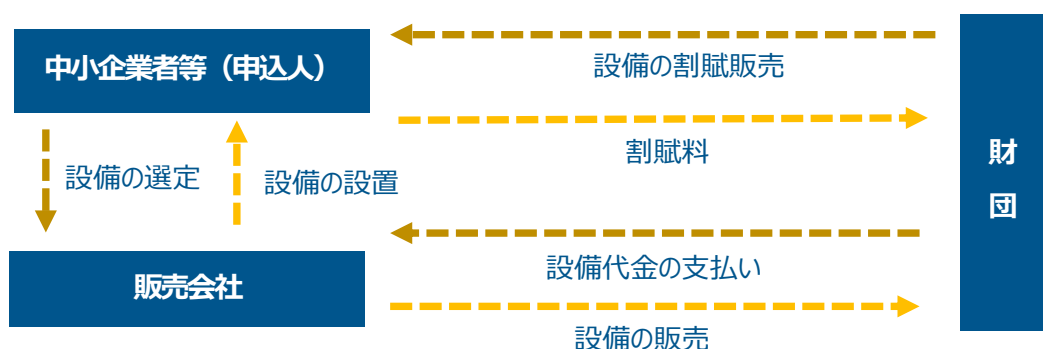 中小企業者等（申込人）
設備の割賦販売
割賦料
財
団
設備の選定
設備の設置
設備代金の支払い
販売会社
設備の販売